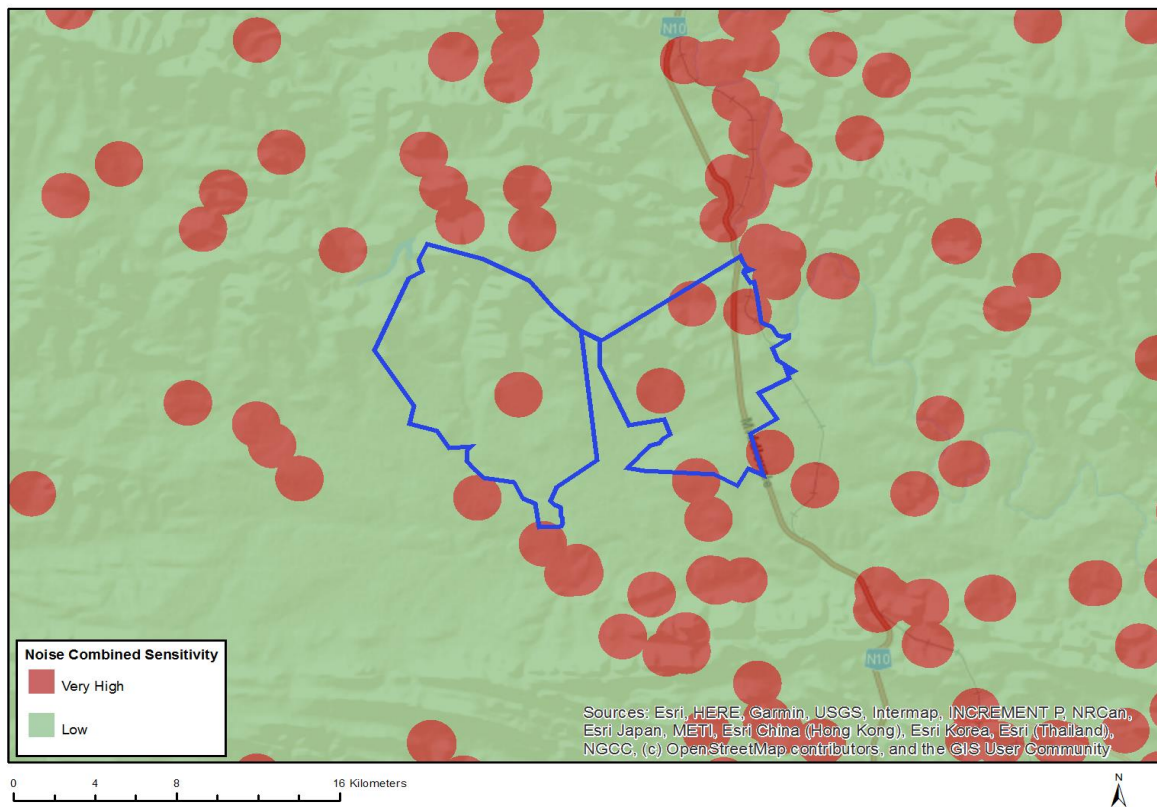 N10
N10
Noise Combined Sensitivity
Very High
Low
Sources: Esri, HERE, Garmin, USGS, Intermap, INCREMENT P, NRCan,
Esri Japan, METI, Esri China (Hong Kong), Esri Korea, Esri (Thailand),
NGCC, (c) OpenStreetMap contributors, and the GIS User Community
0 4 8 16 Kilometers
N